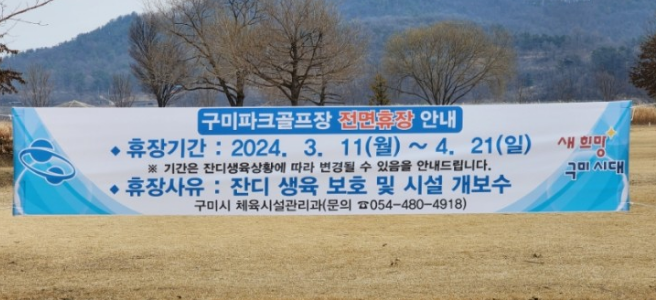 구미파크골프장 전면휴장 안내
◆ 휴장기간 : 2024. 3. 11(월) ~ 4. 21(일)
※ 기간은 잔디생육상황에 따라 변경될 수 있음을 안내드립니다.
◆ 휴장사유 : 잔디 생육 보호 및 시설 개보수
구미시 체육시설관리과(문의 ☎054-480-4918)
새희망
구미시대